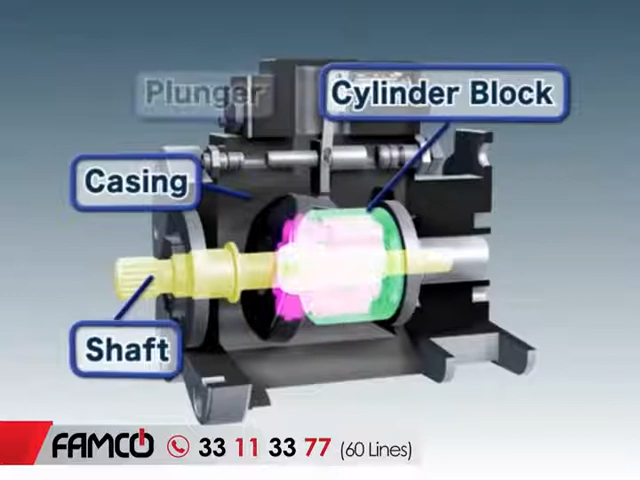 Plunger
Cylinder Block
Casing
Shaft
FAMCO 33 11 33 77 (60 Lines)